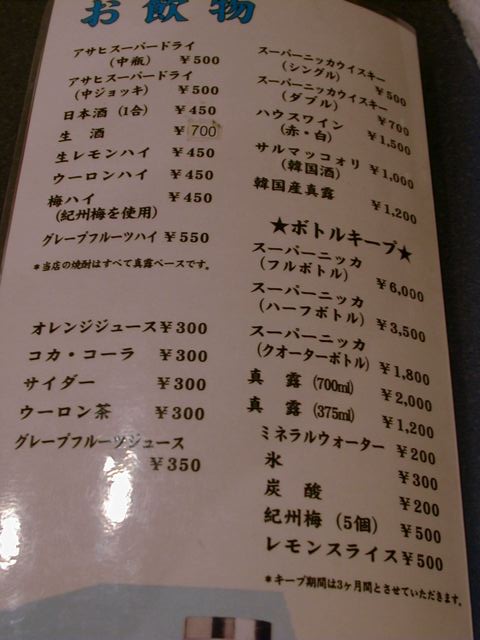 お飲物
アサヒスーパードライ
(中瓶) ¥500
アサヒスーパードライ
(中ジョッキ) ¥500
日本酒 (1合) ¥450
生 酒 ¥700
生レモンハイ ¥450
ウーロンハイ ¥450
梅ハイ ¥450
(紀州梅を使用)
グレープフルーツハイ ¥550
*当店の焼酎はすべて真露ベースです。
オレンジジュース ¥300
コカ・コーラ ¥300
サイダー ¥300
ウーロン茶 ¥300
グレープフルーツジュース
¥350
スーパーニッカウイスキー
(シングル) ¥500
スーパーニッカウイスキー
(ダブル) ¥700
ハウスワイン
(赤・白) ¥1,500
サルマッコォリ
(韓国酒) ¥1,000
韓国産真露 ¥1,200
★ボトルキープ★
スーパーニッカ
(フルボトル) ¥6,000
スーパーニッカ
(ハーフボトル) ¥3,500
スーパーニッカ
(クオーターボトル) ¥1,800
真 露 (700ml) ¥2,000
真 露 (375ml) ¥1,200
ミネラルウォーター ¥200
氷 ¥300
炭 酸 ¥200
紀州梅 (5個) ¥500
レモンスライス ¥500
*キープ期間は3ヶ月間とさせていただきます。